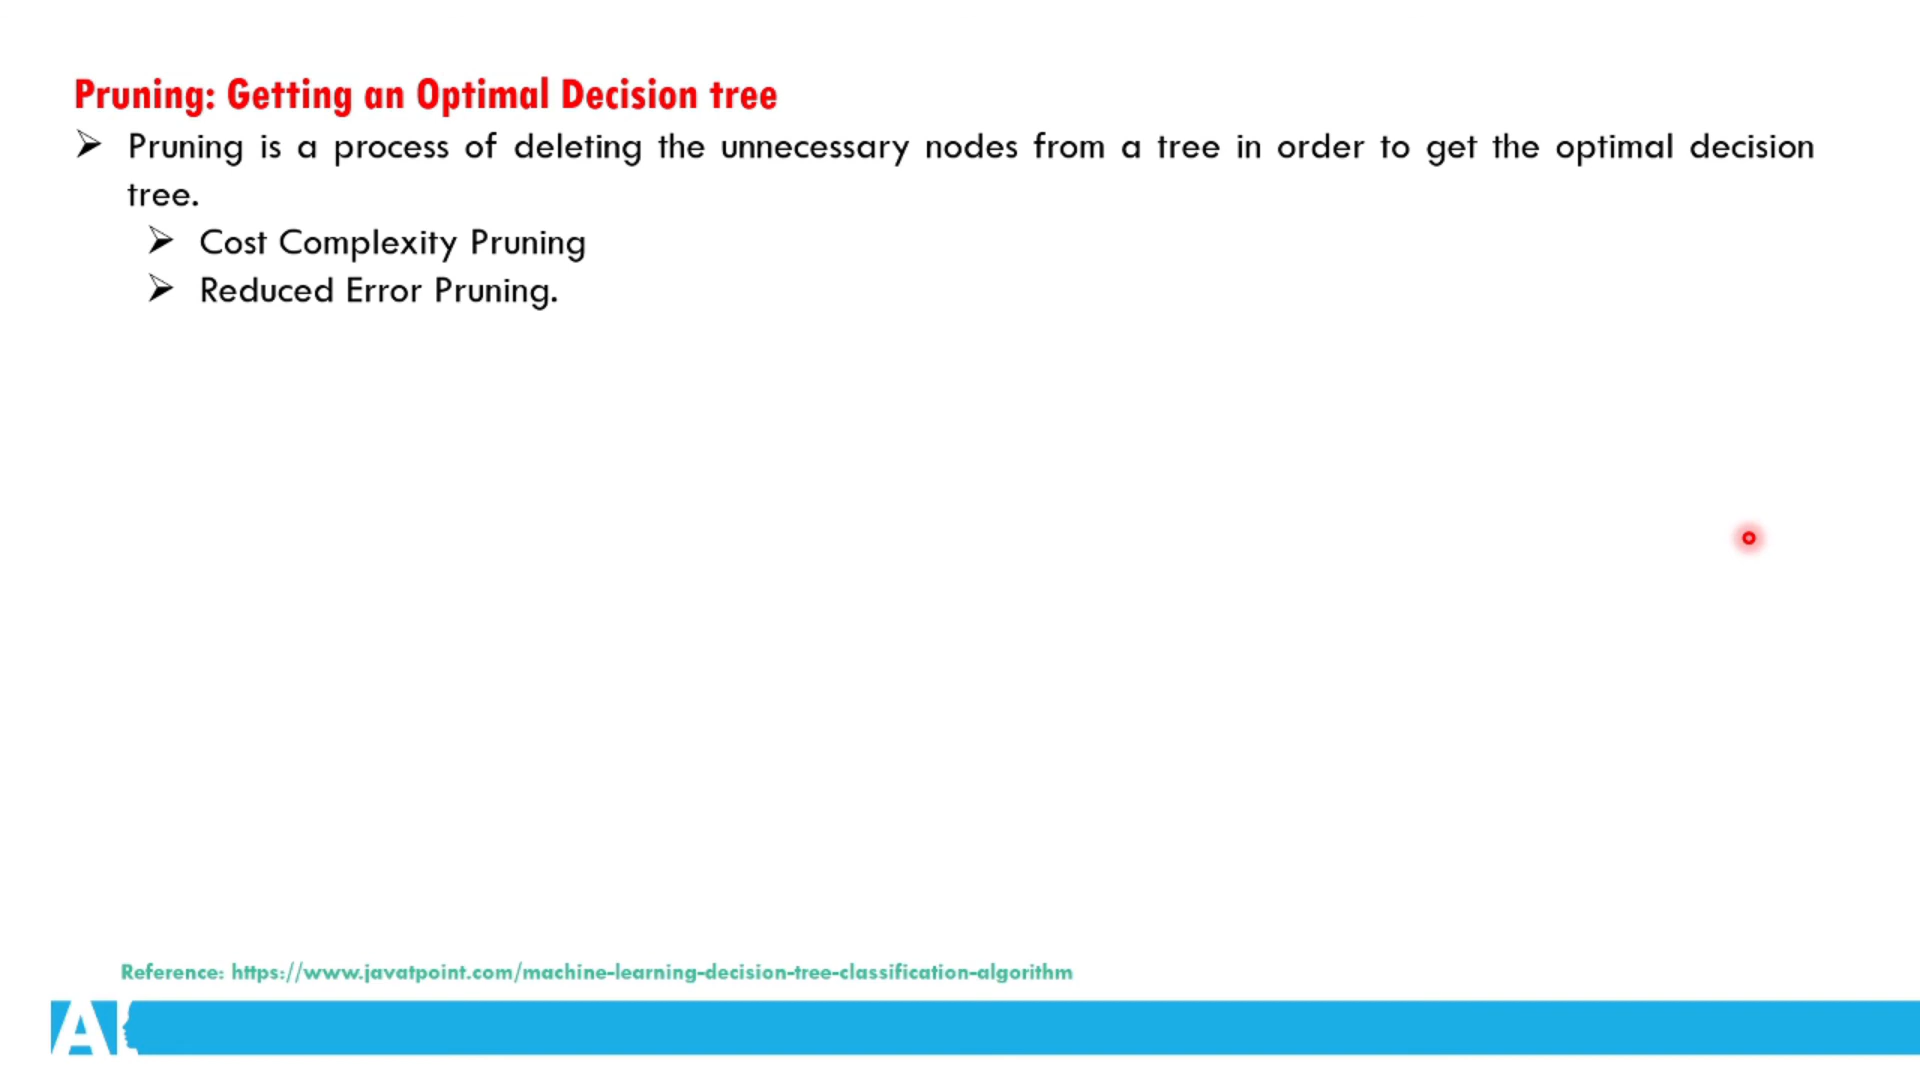 Pruning: Getting an Optimal Decision tree
➢ Pruning is a process of deleting the unnecessary nodes from a tree in order to get the optimal decision
tree.
➢ Cost Complexity Pruning
➢ Reduced Error Pruning.
Reference: https://www.javatpoint.com/machine-learning-decision-tree-classification-algorithm
A